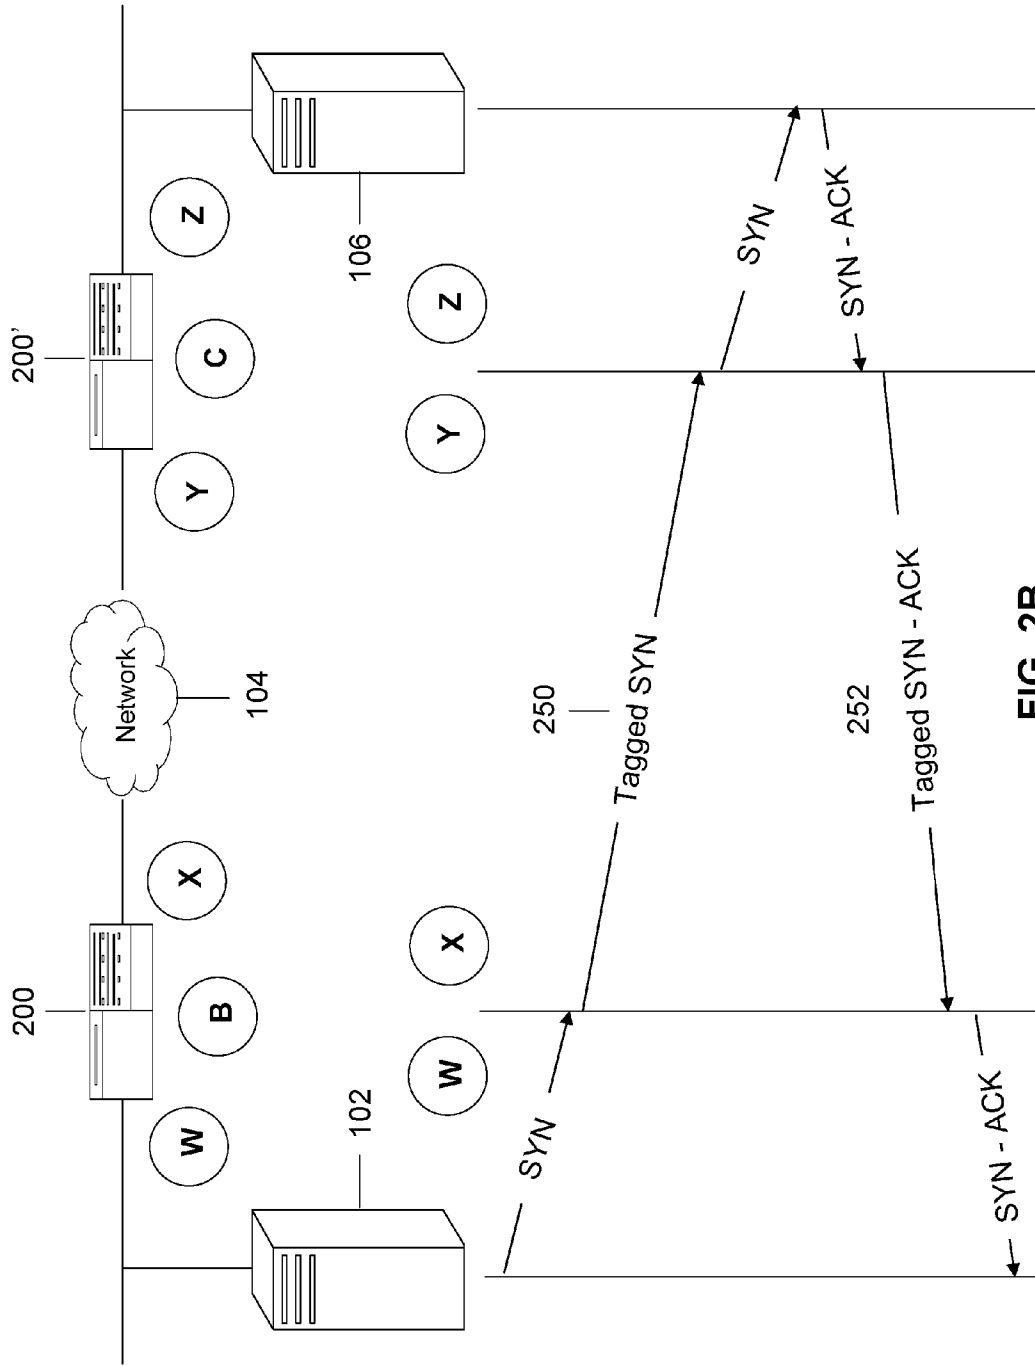 200
200'
W
B
X
Network
Y
C
Z
104
102
106
W
X
Y
Z
SYN
250
Tagged SYN
SYN
SYN - ACK
252
Tagged SYN - ACK
SYN - ACK
FIG. 2B